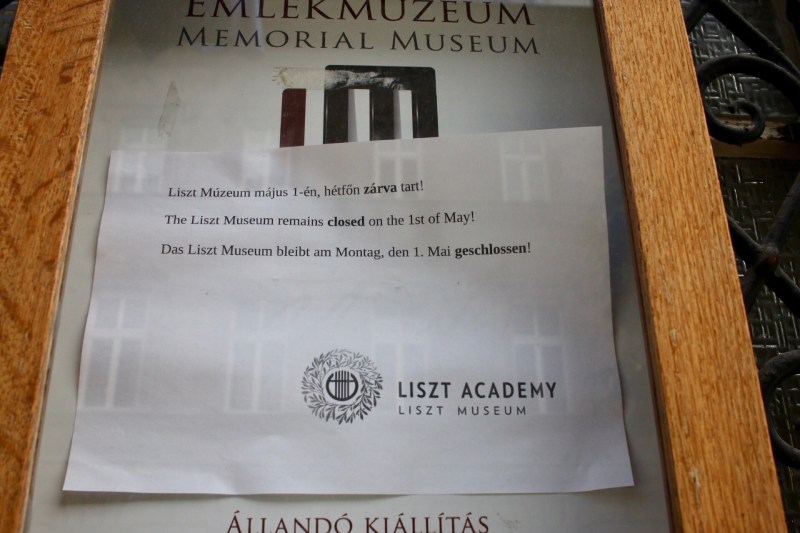 EMLÉKMÚZEUM
MEMORIAL MUSEUM
Liszt Múzeum május 1-én, hétfőn zárva tart!
The Liszt Museum remains closed on the 1st of May!
Das Liszt Museum bleibt am Montag, den 1. Mai geschlossen!
LISZT ACADEMY
LISZT MUSEUM
ÁLLANDÓ KIÁLLÍTÁS